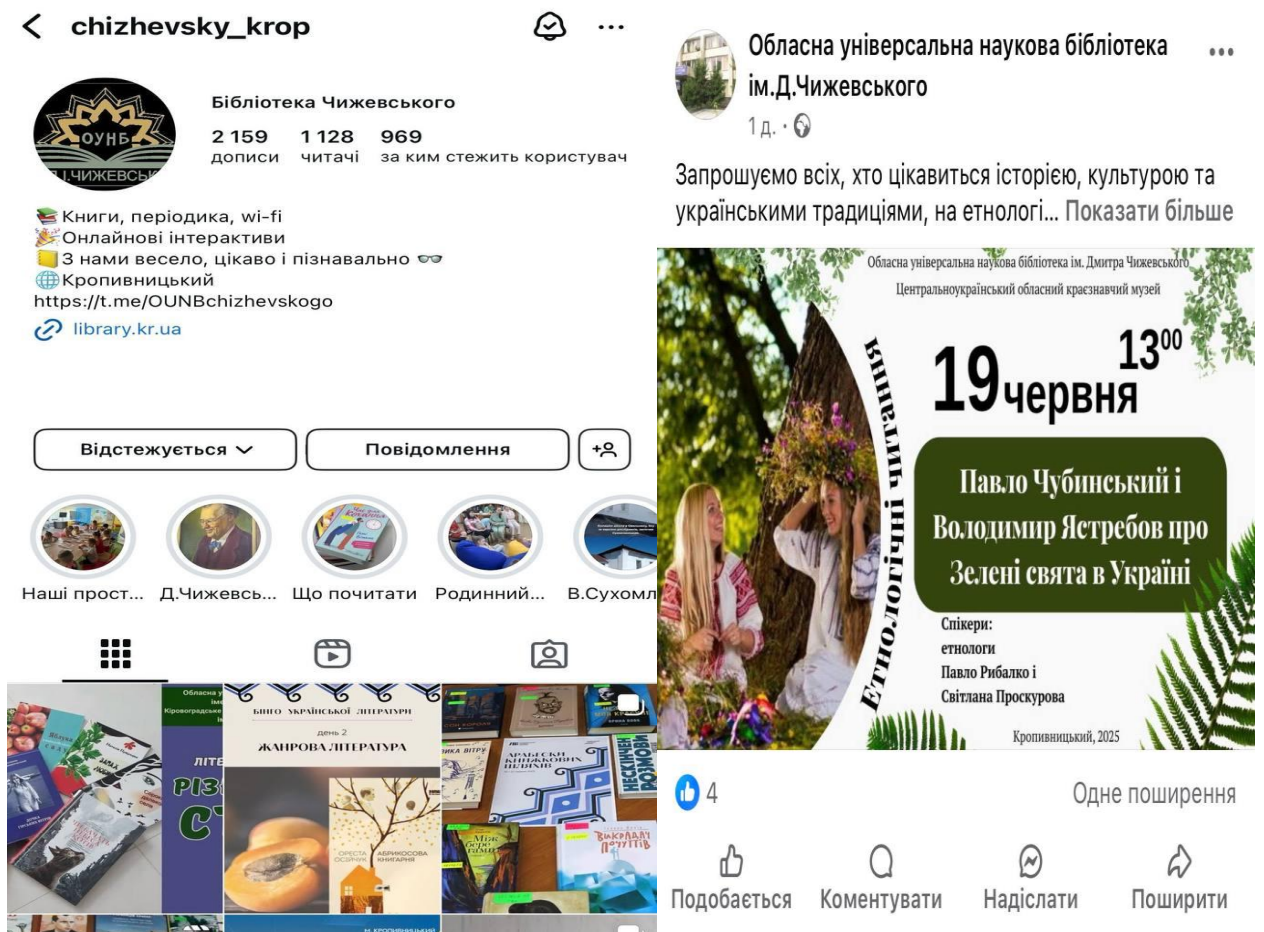 chizhevsky_krop
ОУНБ
Бібліотека Чижевського
2 159 1 128 969
дописи читачі за ким стежить користувач
📚Книги, періодика, wi-fi
🎉Онлайнові інтерактиви
📒З нами весело, цікаво і пізнавально 👓
🌐Кропивницький
https://t.me/OUNBchizhevskogo
library.kr.ua
Відстежується
Повідомлення
Наші прост... Д.Чижевсь... Що почитати Родинний... В.Сухомл
БІНГО УКРАЇНСЬКОЇ ЛІТЕРАТУРИ
день 2
ЖАНРОВА ЛІТЕРАТУРА
ОРЕСТА ОСІЙЧУК
АБРИКОСОВА КНИГАРНЯ
КНИЖКОВИХ
Між берегами
Обласна універсальна наукова бібліотека
ім.Д.Чижевського
1 д.
Запрошуємо всіх, хто цікавиться історією, культурою та
українськими традиціями, на етнологі... Показати більше
Обласна універсальна наукова бібліотека ім. Дмитра Чижевського
Центральноукраїнський обласний краєзнавчий музей
19 червня 13⁰⁰
Етнологічні читання
Павло Чубинський і
Володимир Ястребов про
Зелені свята в Україні
Спікери:
етнологи
Павло Рибалко і
Світлана Проскурова
Кропивницький, 2025
4
Одне поширення
Подобається Коментувати Надіслати Поширити